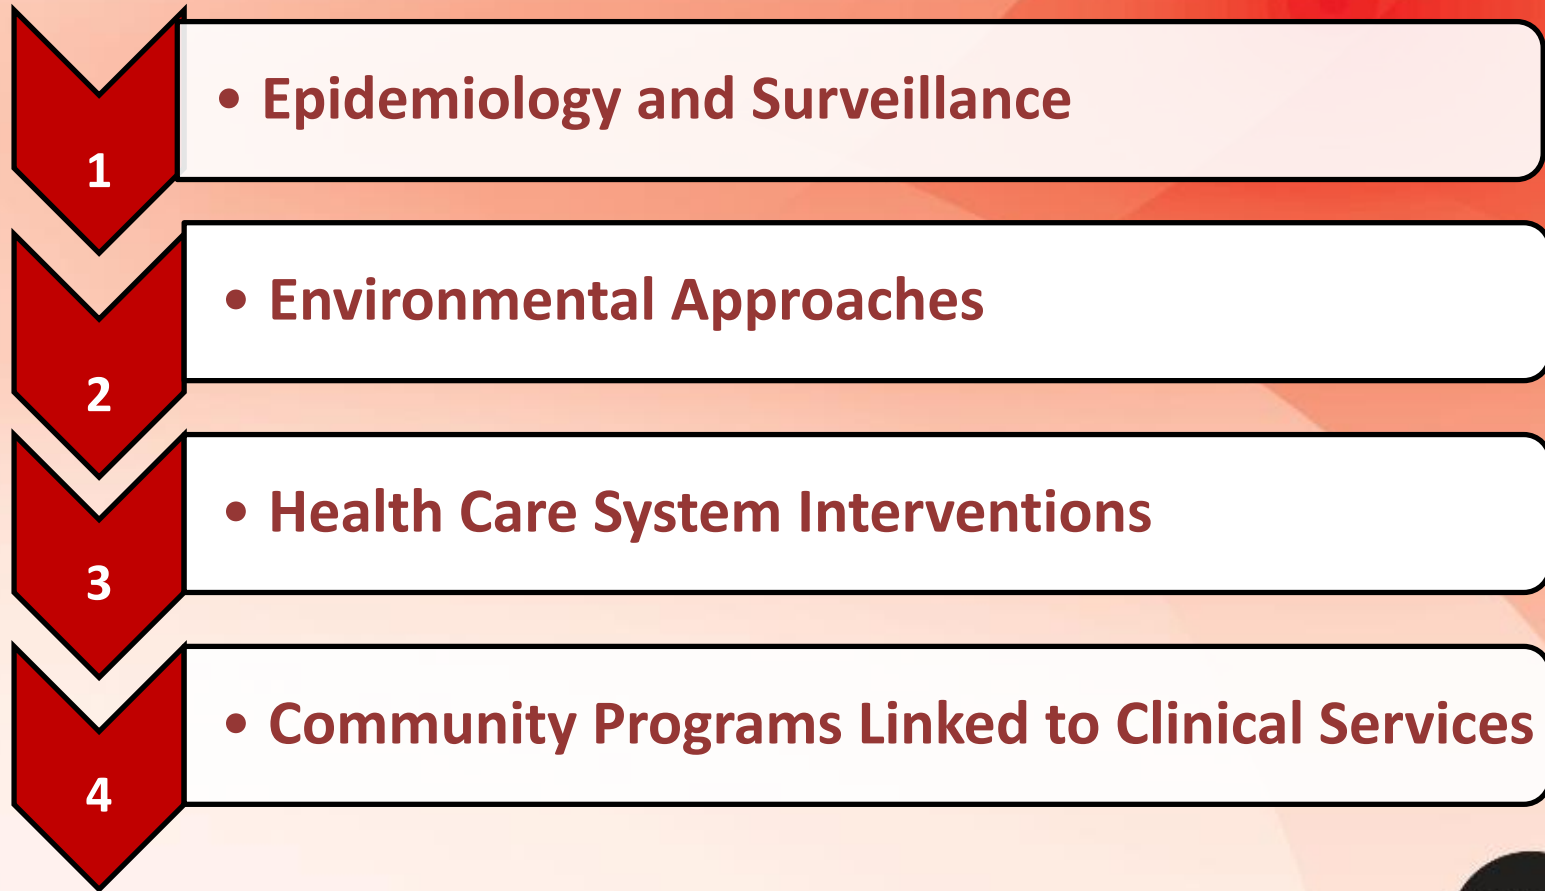 1
• Epidemiology and Surveillance
2
• Environmental Approaches
3
• Health Care System Interventions
4
• Community Programs Linked to Clinical Services